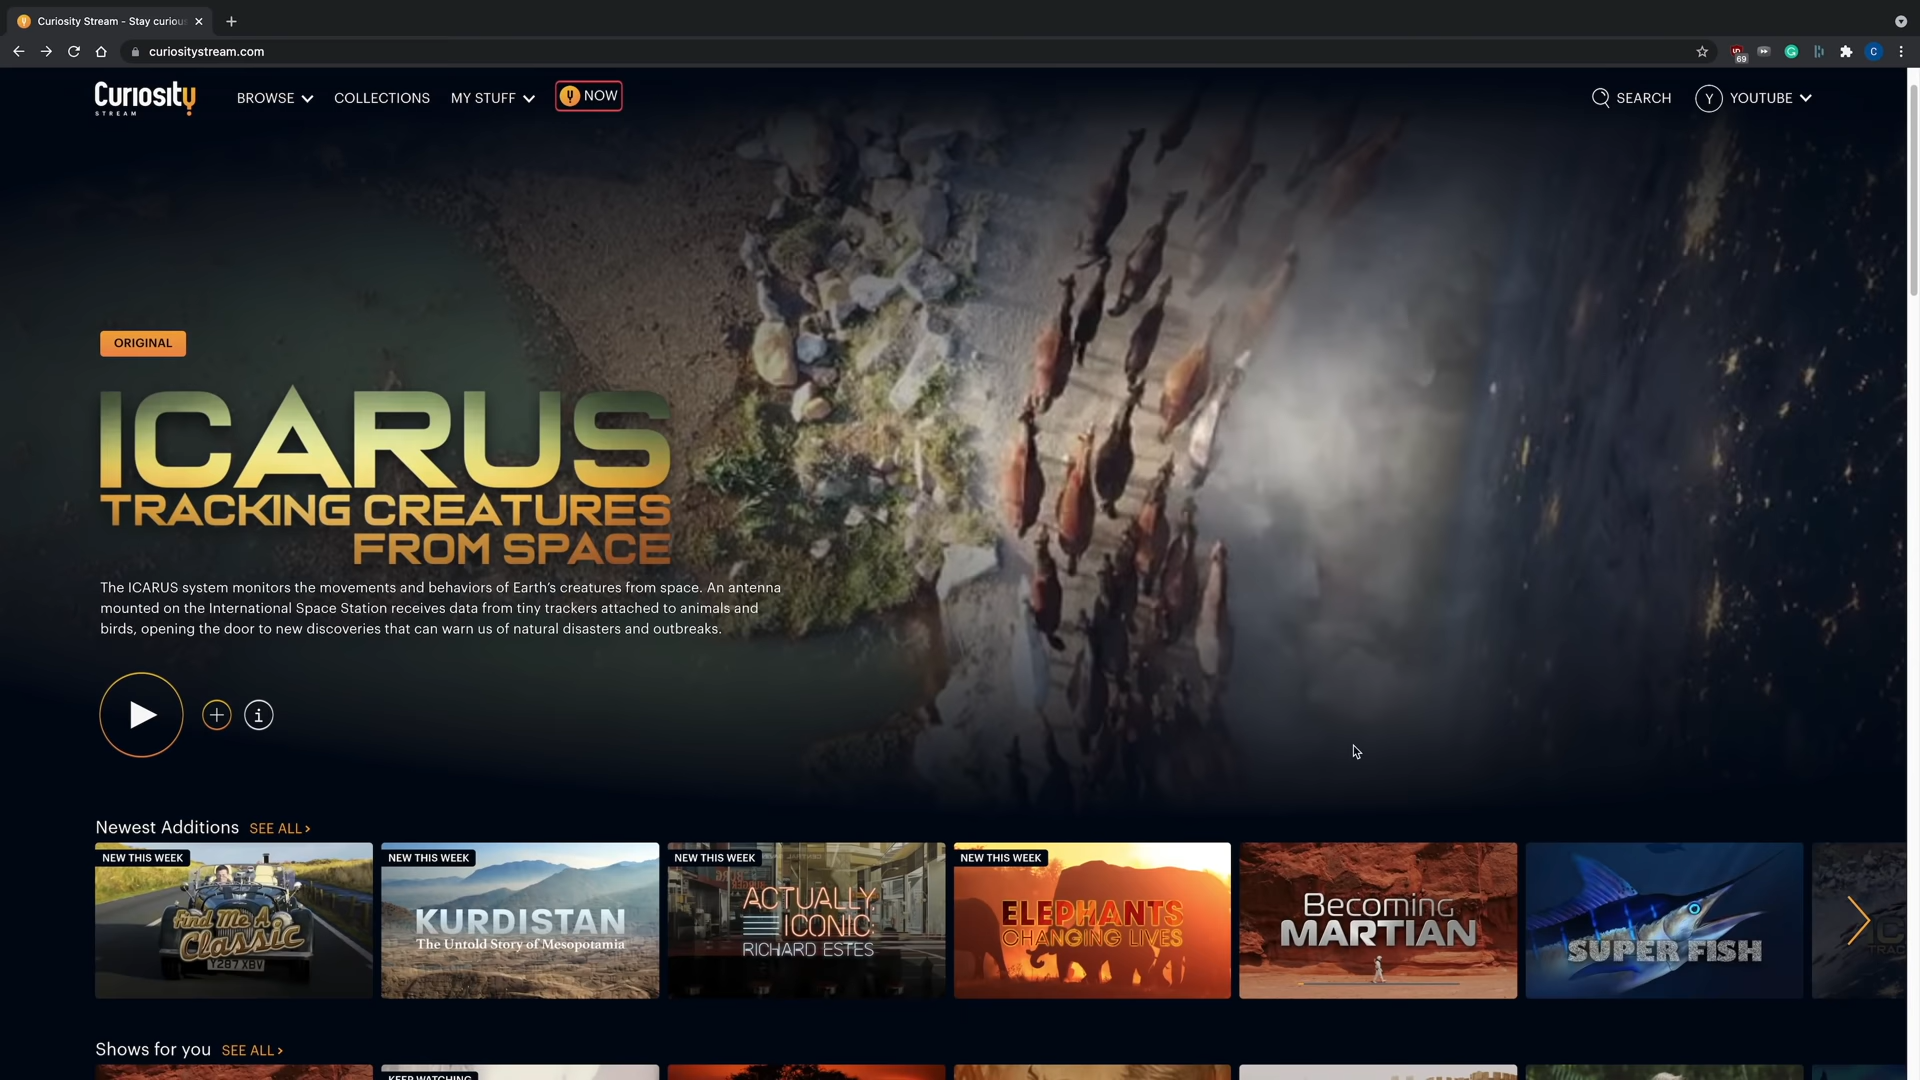 Curiosity Stream - Stay curiou
curiositystream.com
69
C
Curiosity
STREAM
BROWSE
COLLECTIONS
MY STUFF
NOW
SEARCH
Y
YOUTUBE
ORIGINAL
ICARUS
TRACKING CREATURES
FROM SPACE
The ICARUS system monitors the movements and behaviors of Earth's creatures from space. An antenna
mounted on the International Space Station receives data from tiny trackers attached to animals and
birds, opening the door to new discoveries that can warn us of natural disasters and outbreaks.
Newest Additions SEE ALL >
NEW THIS WEEK
Find Me A
Classic
Y287 XBV
NEW THIS WEEK
KURDISTAN
The Untold Story of Mesopotamia
NEW THIS WEEK
ACTUALLY
ICONIC:
RICHARD ESTES
NEW THIS WEEK
ELEPHANTS
CHANGING LIVES
Becoming
MARTIAN
SUPER FISH
Shows for you SEE ALL >
KEEP WATCHING